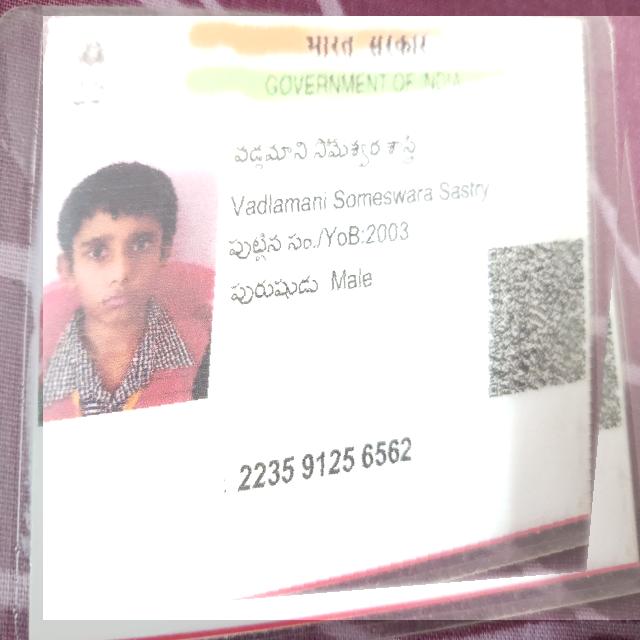 भारत सरकार
GOVERNMENT OF INDIA
వడ్లమాని సోమేశ్వర శాస్త్రి
Vadlamani Someswara Sastry
పుట్టిన సం./YoB:2003
పురుషుడు Male
2235 9125 6562